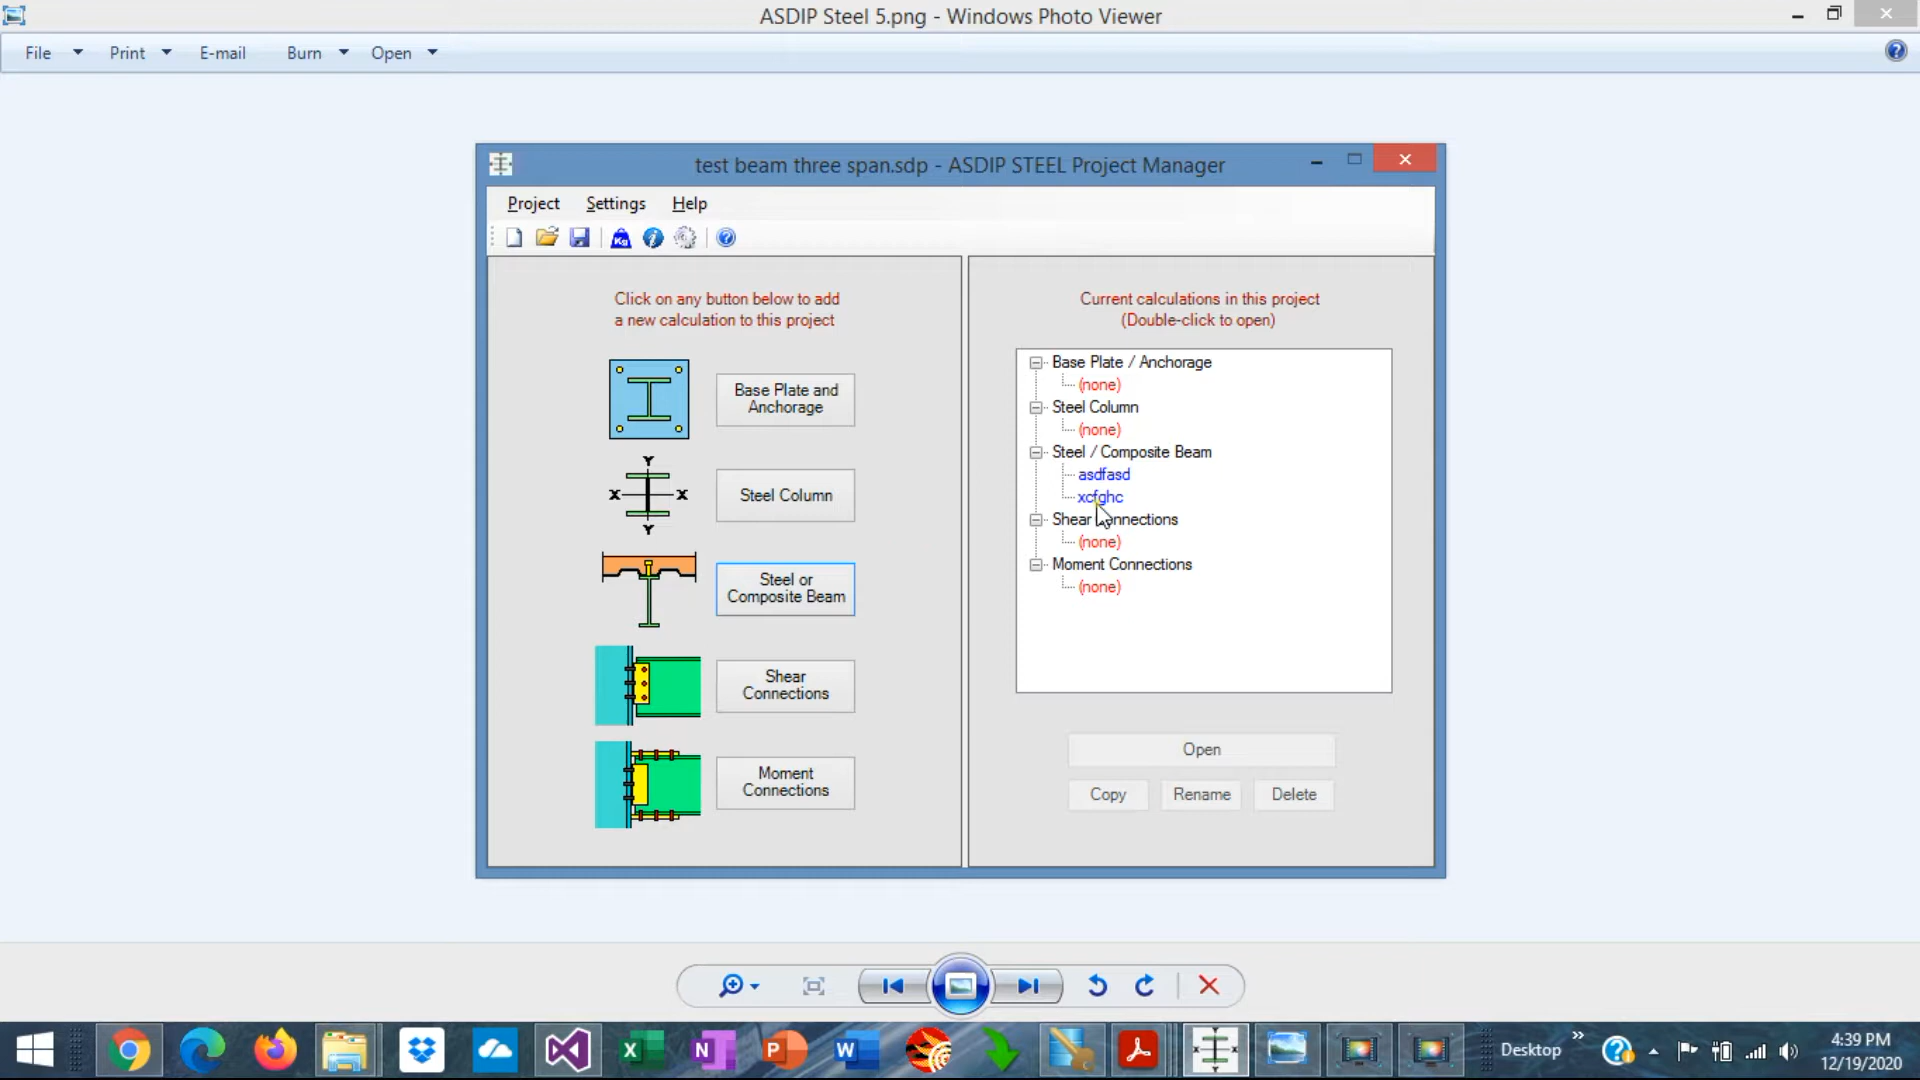 ASDIP Steel 5.png - Windows Photo Viewer
File Print E-mail Burn Open
test beam three span.sdp - ASDIP STEEL Project Manager
Project Settings Help
Kg
Click on any button below to add
a new calculation to this project
Base Plate and
Anchorage
Y
X X
Y
Steel Column
Steel or
Composite Beam
Shear
Connections
Moment
Connections
Current calculations in this project
(Double-click to open)
Base Plate / Anchorage
(none)
Steel Column
(none)
Steel / Composite Beam
asdfasd
xcfghc
Shear Connections
(none)
Moment Connections
(none)
Open
Copy Rename Delete
Desktop
4:39 PM
12/19/2020